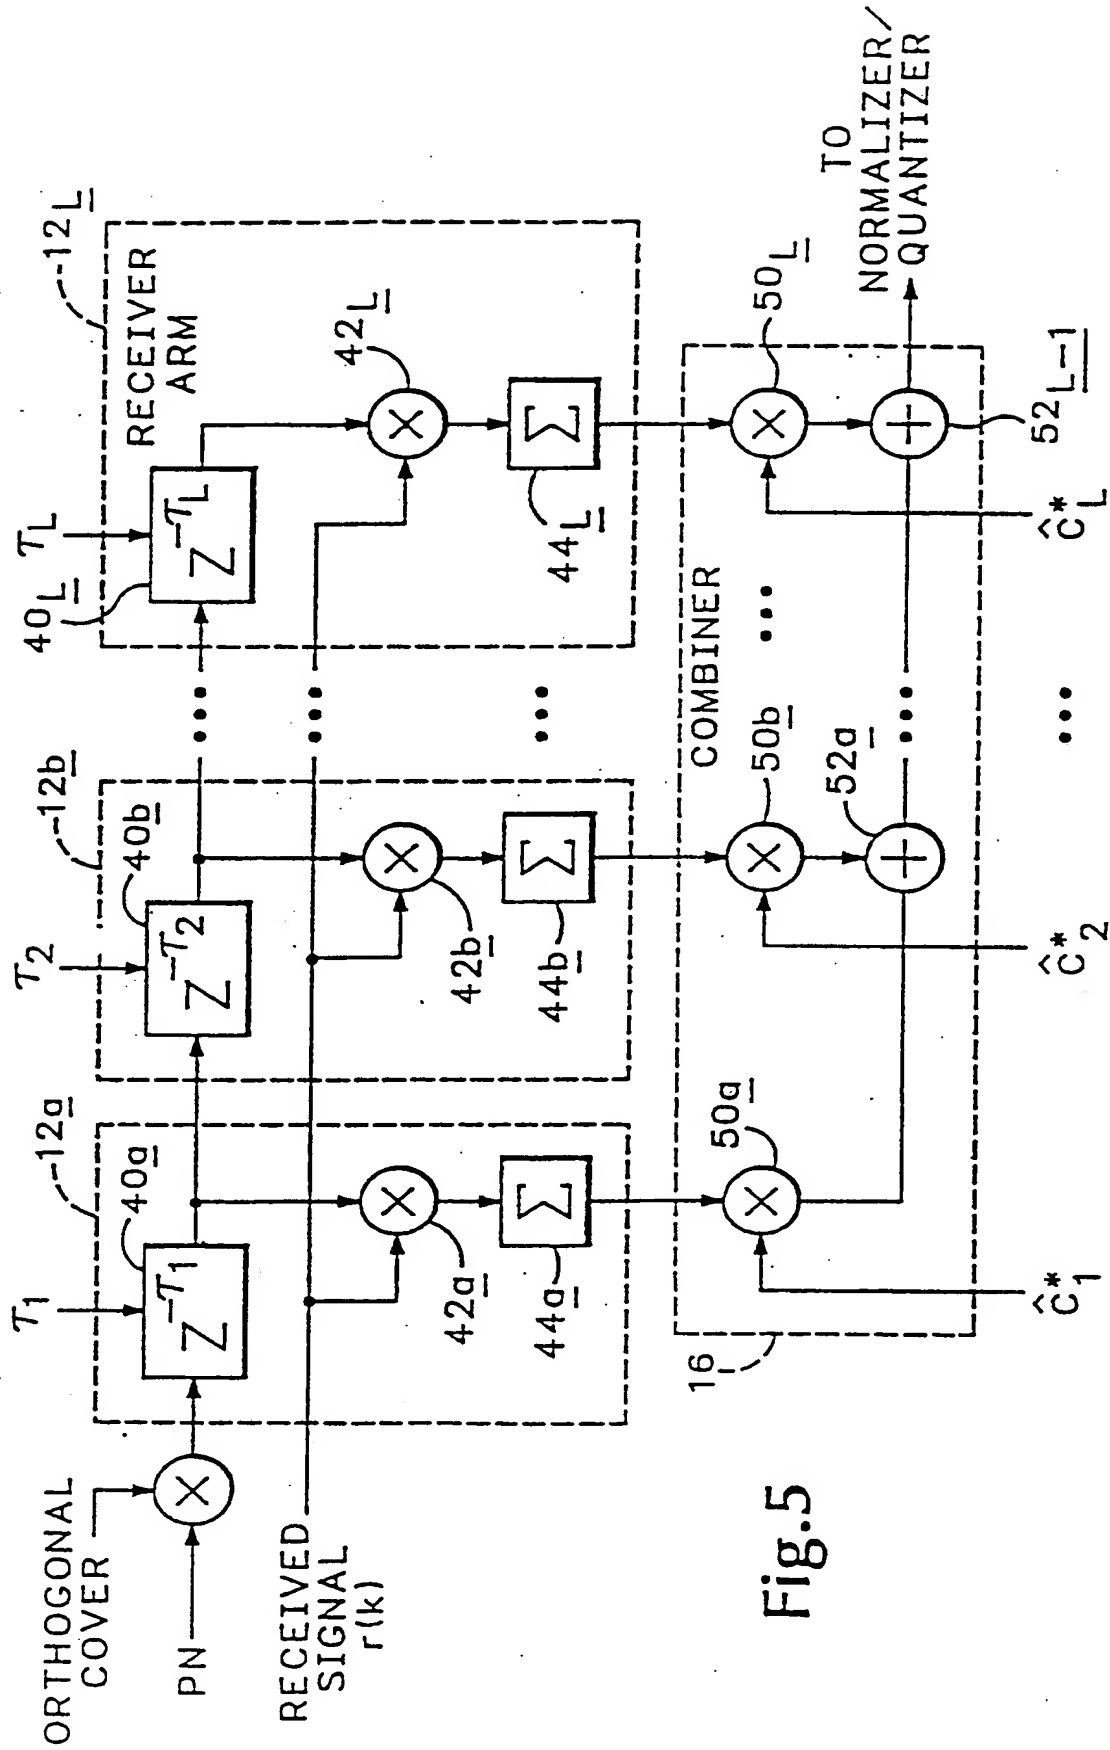 ORTHOGONAL
COVER
PN
RECEIVED
SIGNAL
r(k)
τ1
τ2
τL
12a
12b
12L
40a
40b
40L
Z^-τ1
Z^-τ2
Z^-τL
RECEIVER
ARM
42a
42b
42L
Σ
Σ
Σ
44a
44b
44L
...
...
...
COMBINER
16
50a
50b
50L
52a
52L-1
...
...
...
ĉ*1
ĉ*2
ĉ*L
TO
NORMALIZER/
QUANTIZER
Fig.5